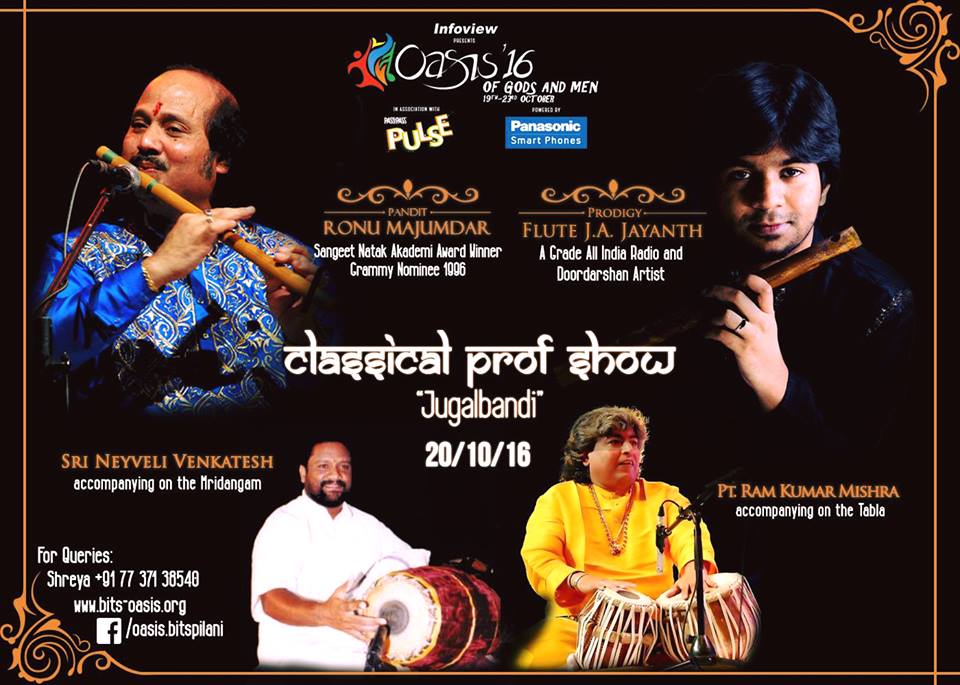 Infoview
PRESENTS
Oasis'16
OF GODS AND MEN
19TH-23RD OCTOBER
IN ASSOCIATION WITH
PASS PASS
PULSE
POWERED BY
Panasonic
Smart Phones
PANDIT
RONU MAJUMDAR
Sangeet Natak Akademi Award Winner
Grammy Nominee 1996
PRODIGY
FLUTE J.A. JAYANTH
A Grade All India Radio and
Doordarshan Artist
CLASSICAL PROF SHOW
"Jugalbandi"
20/10/16
SRI NEYVELI VENKATESH
accompanying on the Mridangam
PT. RAM KUMAR MISHRA
accompanying on the Tabla
For Queries:
Shreya +91 77 371 38540
www.bits-oasis.org
f /oasis.bitspilani